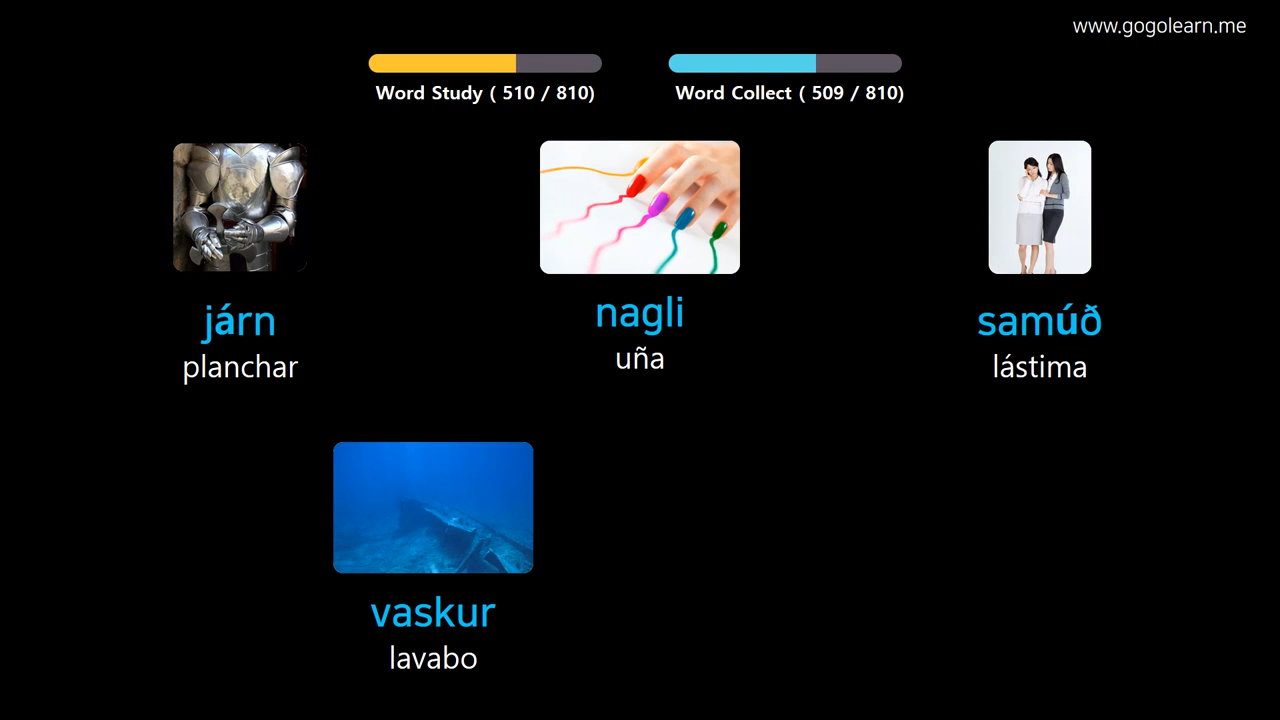 www.gogolearn.me
Word Study ( 510 / 810)
Word Collect ( 509 / 810)
járn
planchar
nagli
uña
samúð
lástima
vaskur
lavabo